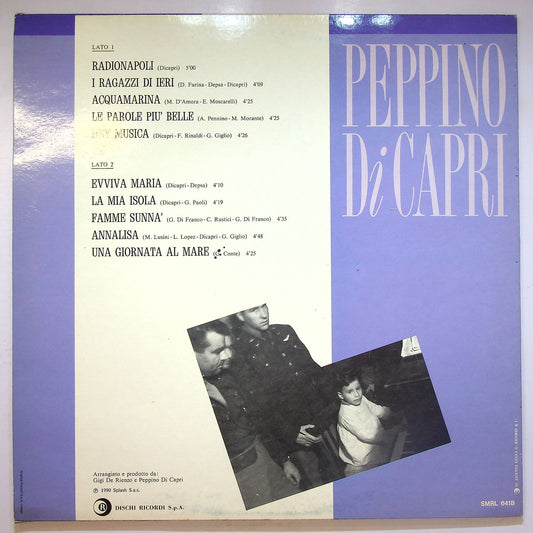 LATO 1
RADIONAPOLI (Dicapri) 5'00
I RAGAZZI DI IERI (D. Farina - Depsa - Dicapri) 4'09
ACQUAMARINA (M. D'Amora - E. Moscarelli) 4'25
LE PAROLE PIU' BELLE (A. Pennino - M. Morante) 4'25
MUSICA (Dicapri - F. Rinaldi - G. Giglio) 4'26
LATO 2
EVVIVA MARIA (Dicapri - Depsa) 4'10
LA MIA ISOLA (Dicapri - G. Paoli) 4'19
FAMME SUNNA' (G. Di Franco - C. Rustici - G. Di Franco) 4'35
ANNALISA (M. Lusini - L. Lopez - Dicapri - G. Giglio) 4'48
UNA GIORNATA AL MARE Conte) 4'25
PEPPINO
Di CAPRI
Arrangiato e prodotto da:
Gigi De Rienzo e Peppino Di Capri
℗ 1990 Splash S.a.s.
R DISCHI RICORDI S.p.A.
SMRL 6418